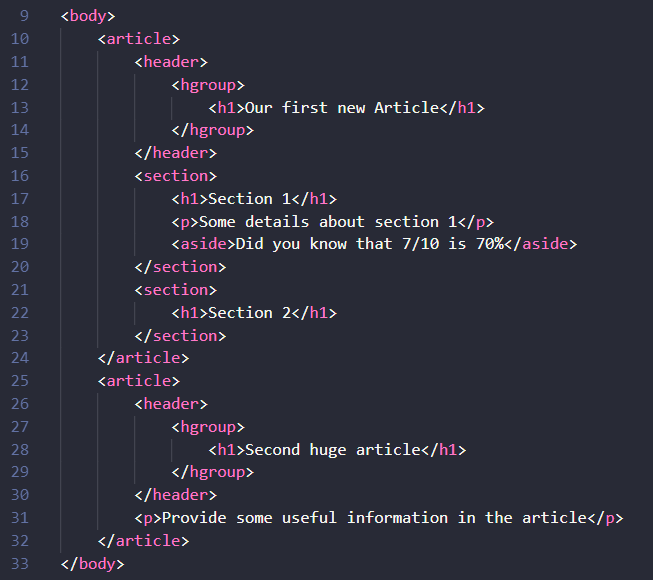 9 <body>
10 <article>
11 <header>
12 <hgroup>
13 <h1>Our first new Article</h1>
14 </hgroup>
15 </header>
16 <section>
17 <h1>Section 1</h1>
18 <p>Some details about section 1</p>
19 <aside>Did you know that 7/10 is 70%</aside>
20 </section>
21 <section>
22 <h1>Section 2</h1>
23 </section>
24 </article>
25 <article>
26 <header>
27 <hgroup>
28 <h1>Second huge article</h1>
29 </hgroup>
30 </header>
31 <p>Provide some useful information in the article</p>
32 </article>
33 </body>